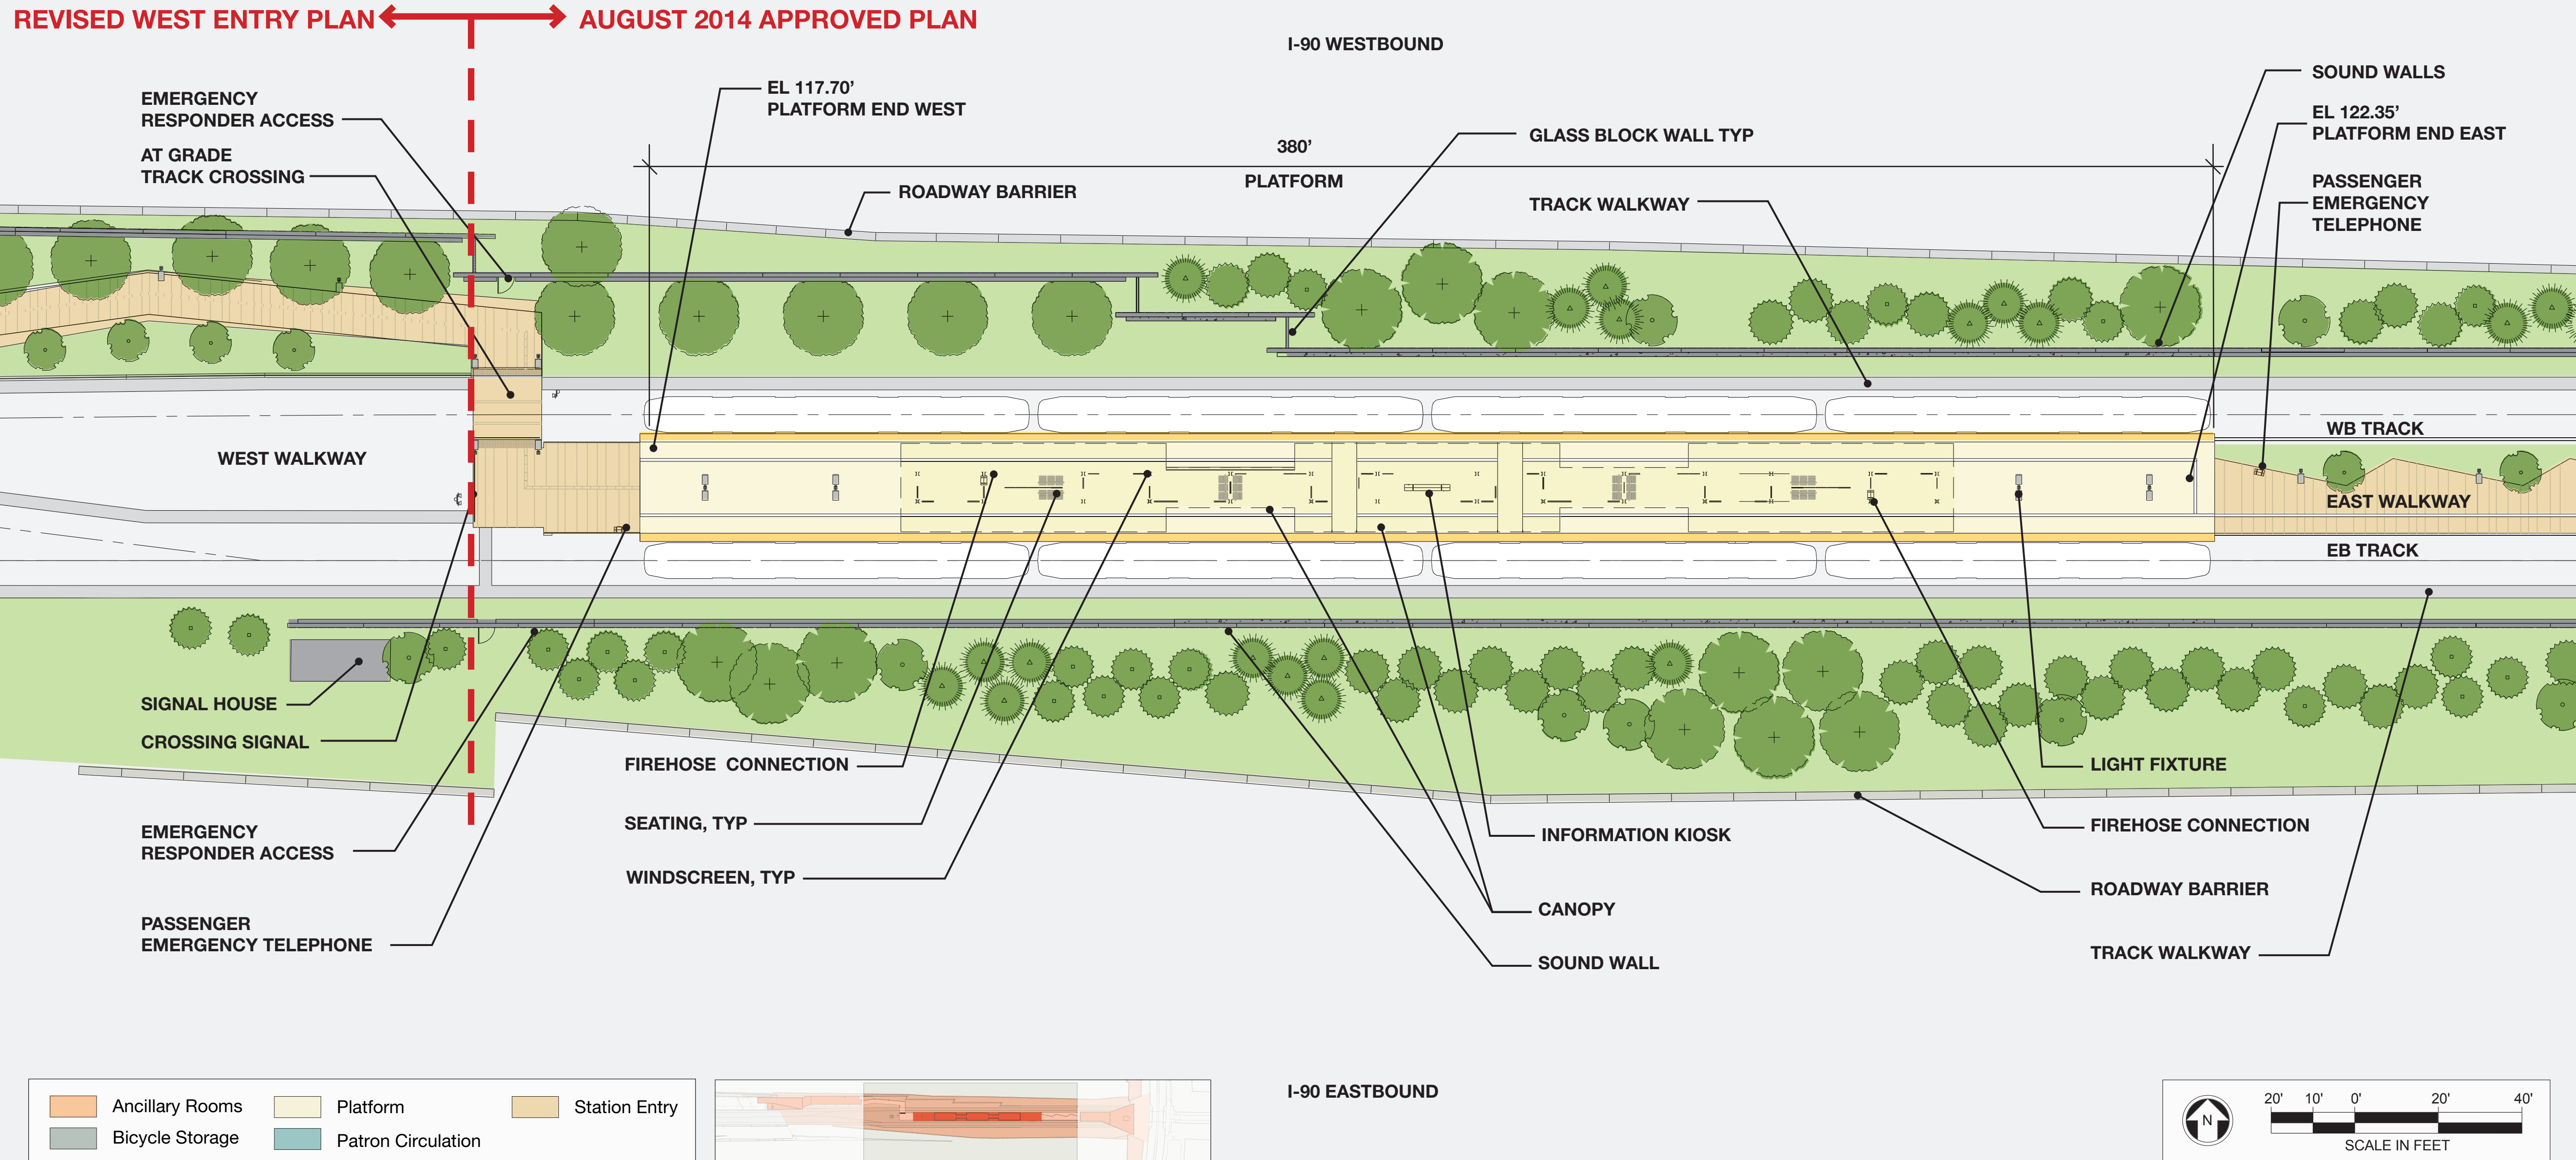 REVISED WEST ENTRY PLAN
AUGUST 2014 APPROVED PLAN
I-90 WESTBOUND
EMERGENCY
RESPONDER ACCESS
AT GRADE
TRACK CROSSING
EL 117.70’
PLATFORM END WEST
ROADWAY BARRIER
380’
PLATFORM
GLASS BLOCK WALL TYP
TRACK WALKWAY
SOUND WALLS
EL 122.35’
PLATFORM END EAST
PASSENGER
EMERGENCY
TELEPHONE
WEST WALKWAY
WB TRACK
EAST WALKWAY
EB TRACK
SIGNAL HOUSE
CROSSING SIGNAL
EMERGENCY
RESPONDER ACCESS
PASSENGER
EMERGENCY TELEPHONE
FIREHOSE CONNECTION
SEATING, TYP
WINDSCREEN, TYP
INFORMATION KIOSK
CANOPY
SOUND WALL
LIGHT FIXTURE
FIREHOSE CONNECTION
ROADWAY BARRIER
TRACK WALKWAY
I-90 EASTBOUND
Ancillary Rooms
Platform
Station Entry
Bicycle Storage
Patron Circulation
N
20' 10' 0' 20' 40'
SCALE IN FEET